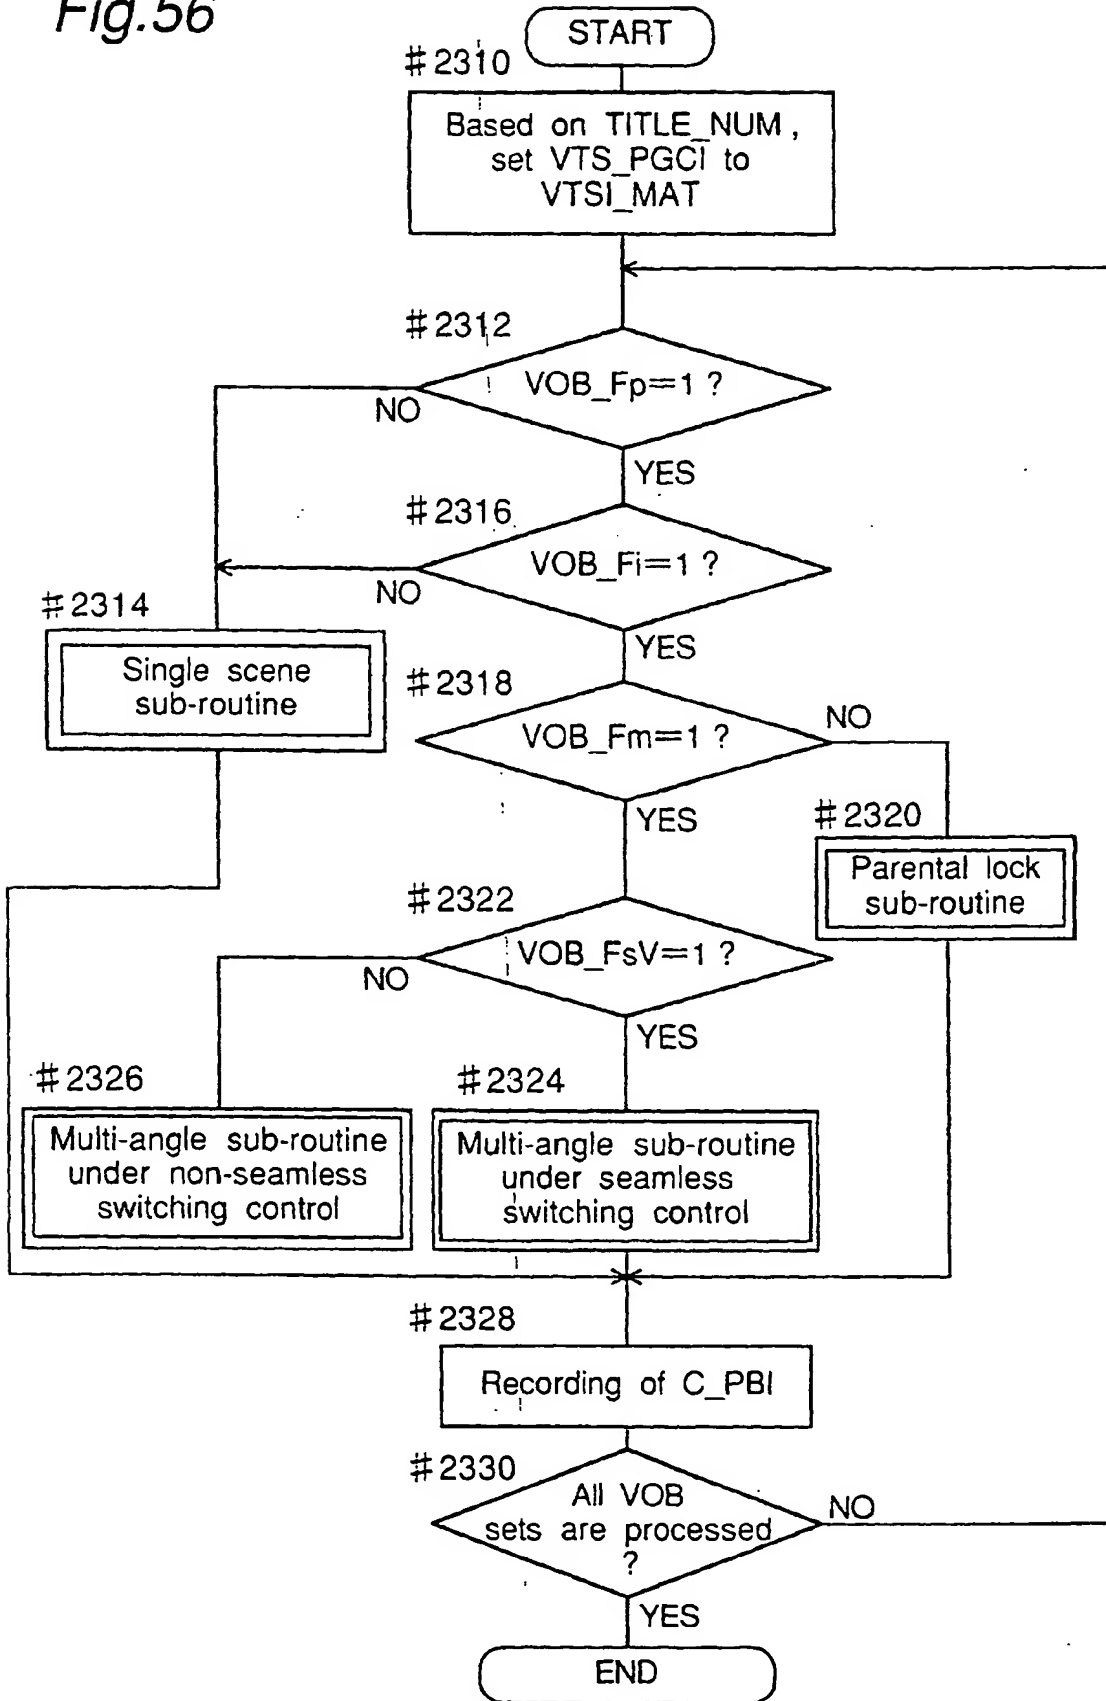 Fig.56
START
#2310
Based on TITLE_NUM,
set VTS_PGCI to
VTSI_MAT
#2312
VOB_Fp=1 ?
NO
YES
#2316
VOB_Fi=1 ?
NO
YES
#2314
Single scene
sub-routine
#2318
VOB_Fm=1 ?
NO
YES
#2320
Parental lock
sub-routine
#2322
VOB_FsV=1 ?
NO
YES
#2326
Multi-angle sub-routine
under non-seamless
switching control
#2324
Multi-angle sub-routine
under seamless
switching control
#2328
Recording of C_PBI
#2330
All VOB
sets are processed
?
NO
YES
END